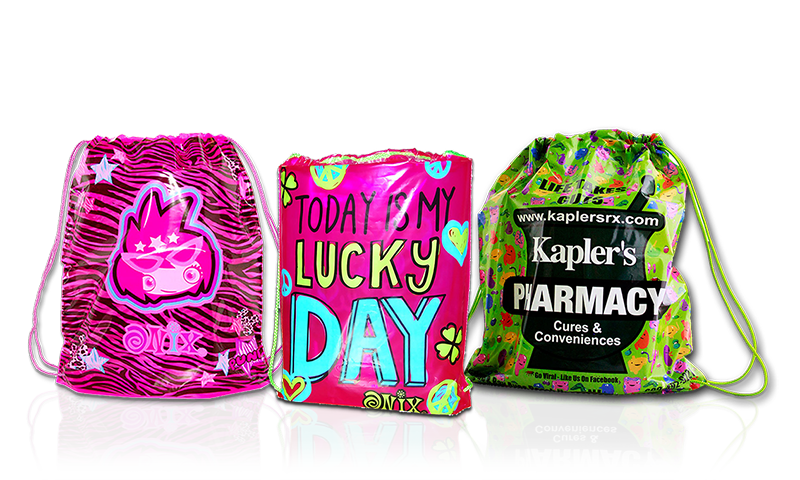 ONiX
TODAY IS MY
LUCKY
DAY
ONiX
LIFE TAKES
GUTS
www.kaplersrx.com
Kapler's
PHARMACY
Cures &
Conveniences
Go Viral - Like Us On Facebook